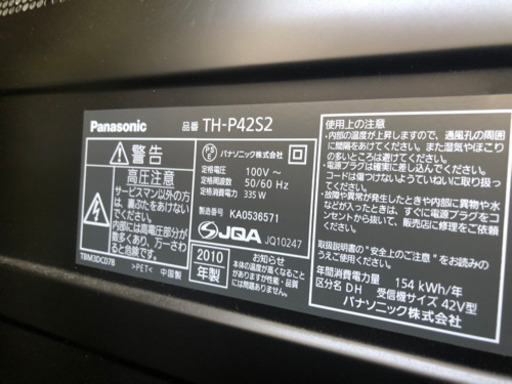 Panasonic 品番 TH-P42S2
警告
高圧注意
サービスマン以外の方
は、裏ぶたをあけない
でください。
内部には高電圧部分が
数多くあり、万一さわる
と危険です。
TBM3DC078
>PET< 中国製
PSE パナソニック株式会社
定格電圧 100V~
定格周波数 50/60 Hz
定格消費電力 335W
製造番号 KA0536571
JQA JQ10247
2010年製
お知らせ
本体の温度が高くなることが
ありますが、性能・品質には
問題ありません。
使用上の注意
・内部の温度が上昇しますので、通風孔の周囲
に間隔をあけてください。また湿気やほこり
の多いところは避けてください。
・電源プラグは確実に差し込んでください。
コードは傷つけないようていねいに取り扱っ
てください。
・故障や異常が発生したときや内部に異物や水
などが入ったときは、すぐに電源プラグをコ
ンセントから抜いて、販売店に修理をご依頼
ください。
取扱説明書の"安全上のご注意"をお読みの
うえご使用ください。
年間消費電力量 154 kWh/年
区分名 DH 受信機サイズ 42V型
パナソニック株式会社